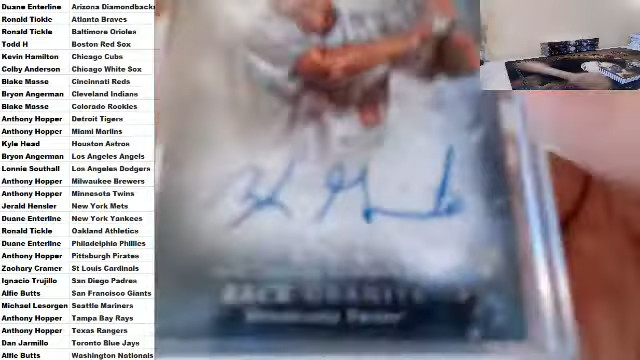 Duane Enterline Arizona Diamondbacks
Ronald Tickle Atlanta Braves
Ronald Tickle Baltimore Orioles
Todd H Boston Red Sox
Kevin Hamilton Chicago Cubs
Colby Anderson Chicago White Sox
Blake Masse Cincinnati Reds
Bryon Angerman Cleveland Indians
Blake Masse Colorado Rockies
Anthony Hopper Detroit Tigers
Anthony Hopper Miami Marlins
Kyle Head Houston Astros
Bryon Angerman Los Angeles Angels
Lonnie Southall Los Angeles Dodgers
Anthony Hopper Milwaukee Brewers
Anthony Hopper Minnesota Twins
Jerald Hensler New York Mets
Duane Enterline New York Yankees
Ronald Tickle Oakland Athletics
Duane Enterline Philadelphia Phillies
Anthony Hopper Pittsburgh Pirates
Zachary Cramer St Louis Cardinals
Ignacio Trujillo San Diego Padres
Alfie Butts San Francisco Giants
Michael Lesorgen Seattle Mariners
Anthony Hopper Tampa Bay Rays
Anthony Hopper Texas Rangers
Dan Jarmillo Toronto Blue Jays
Alfie Butts Washington Nationals
ZACK GRANITE